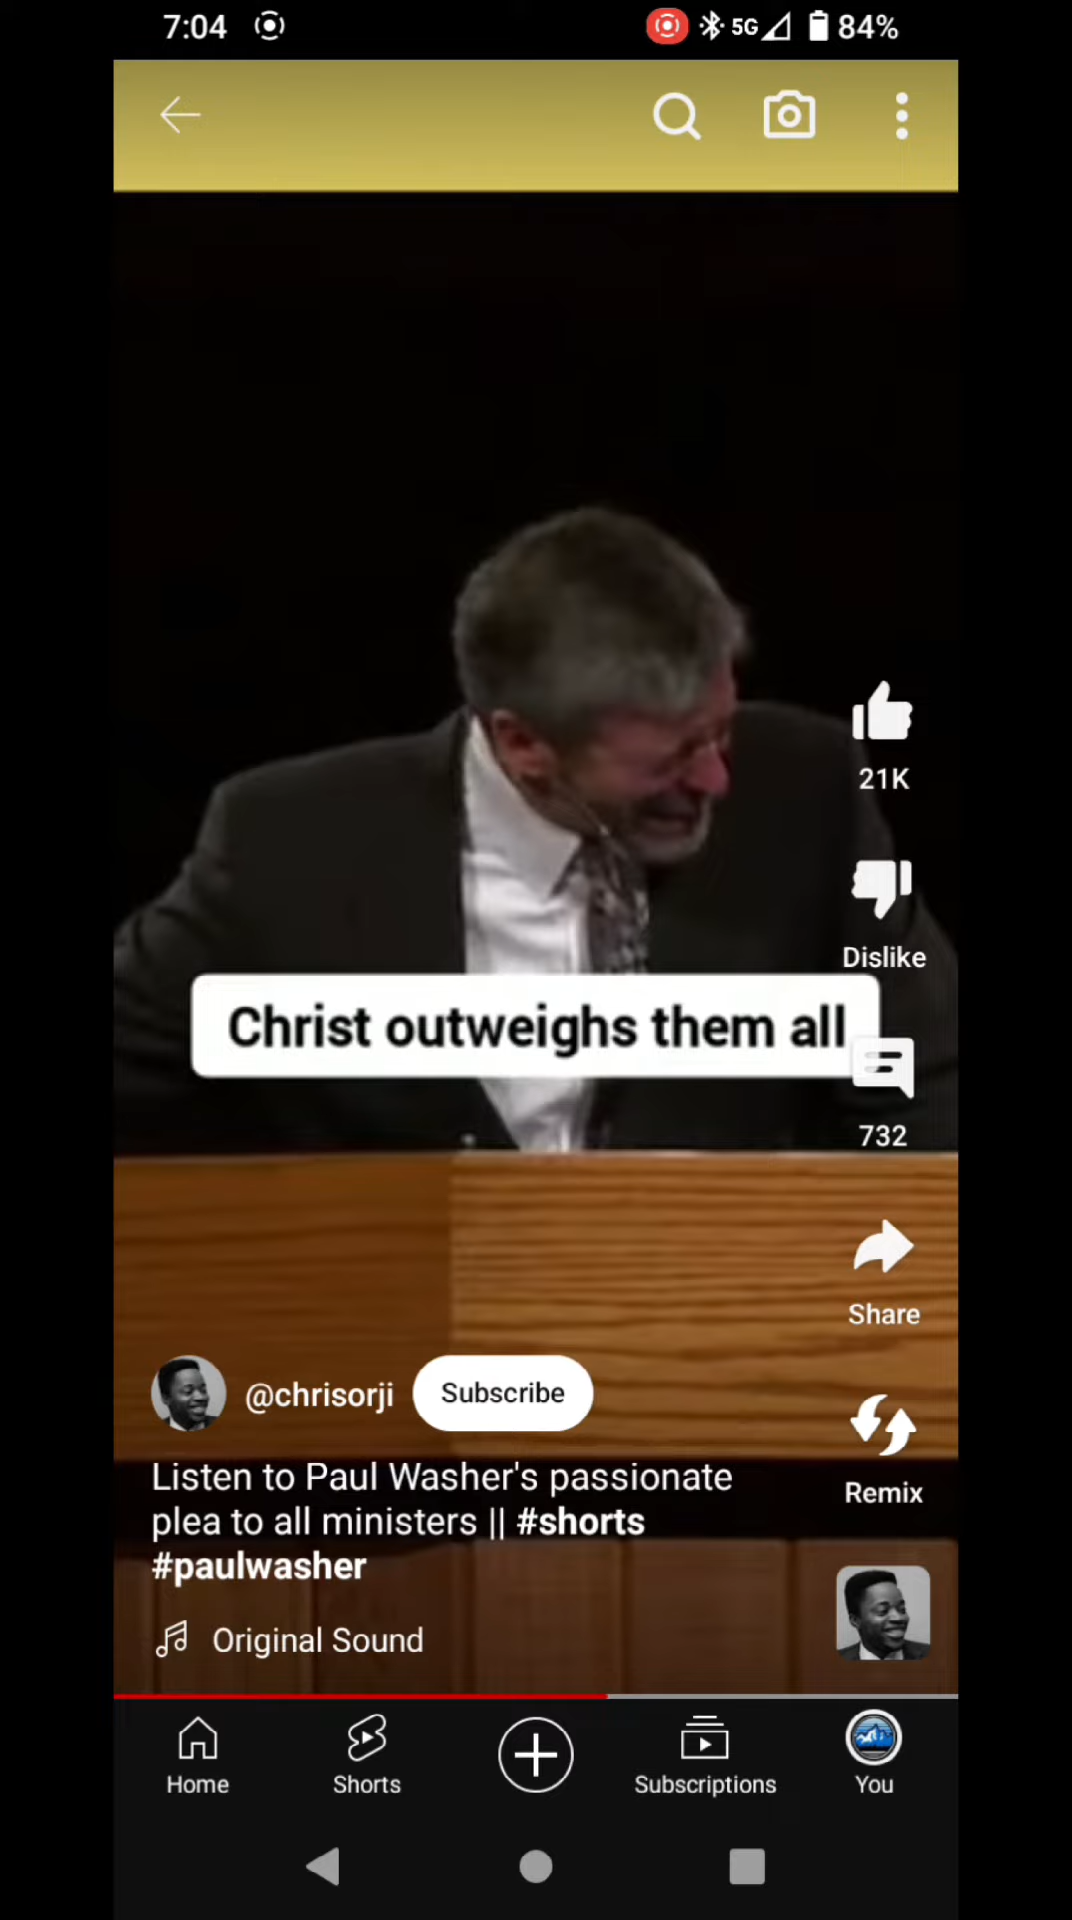 7:04
5G
84%
21K
Dislike
Christ outweighs them all
732
Share
@chrisorji
Subscribe
Remix
Listen to Paul Washer's passionate
plea to all ministers || #shorts
#paulwasher
Original Sound
Home
Shorts
Subscriptions
You